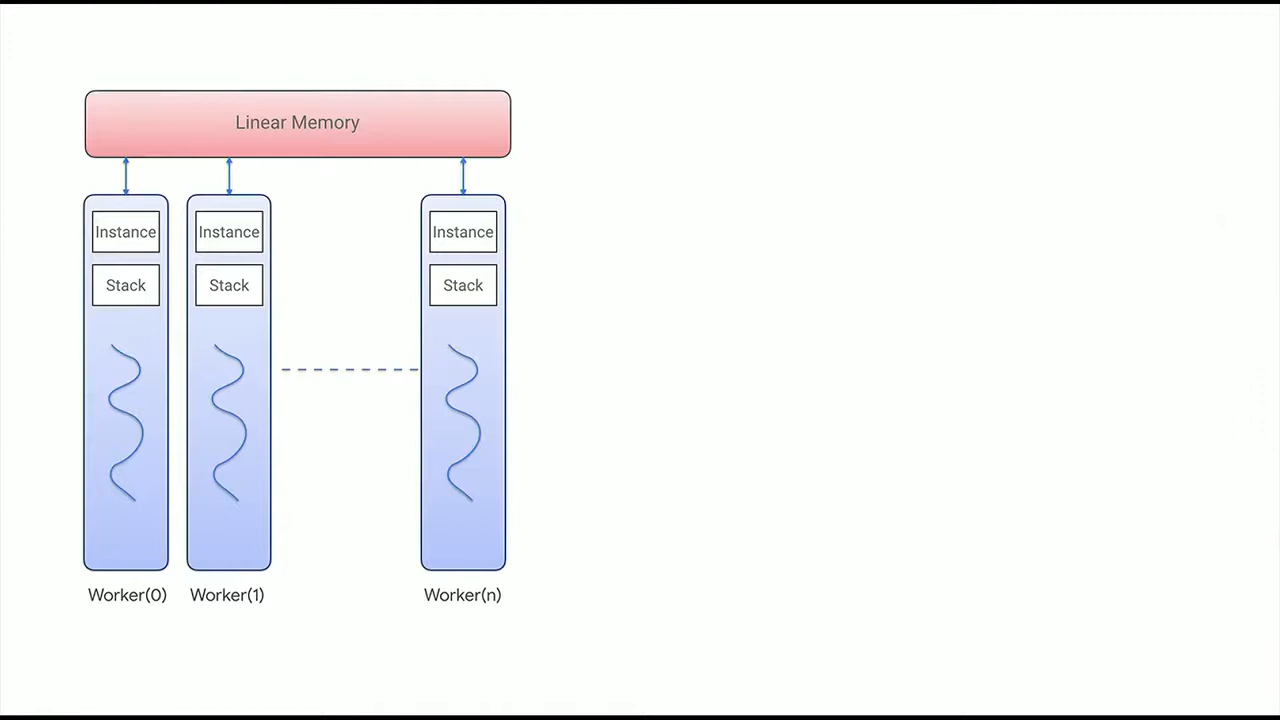 Linear Memory
Instance
Stack
Worker(0)
Instance
Stack
Worker(1)
Instance
Stack
Worker(n)